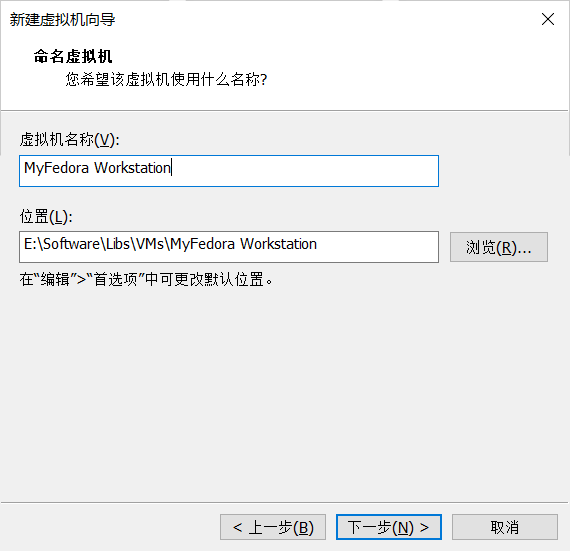 新建虚拟机向导
命名虚拟机
您希望该虚拟机使用什么名称?
虚拟机名称(V):
MyFedora Workstation
位置(L):
E:\Software\Libs\VMs\MyFedora Workstation
浏览(R)...
在“编辑”>“首选项”中可更改默认位置。
< 上一步(B) 下一步(N) > 取消